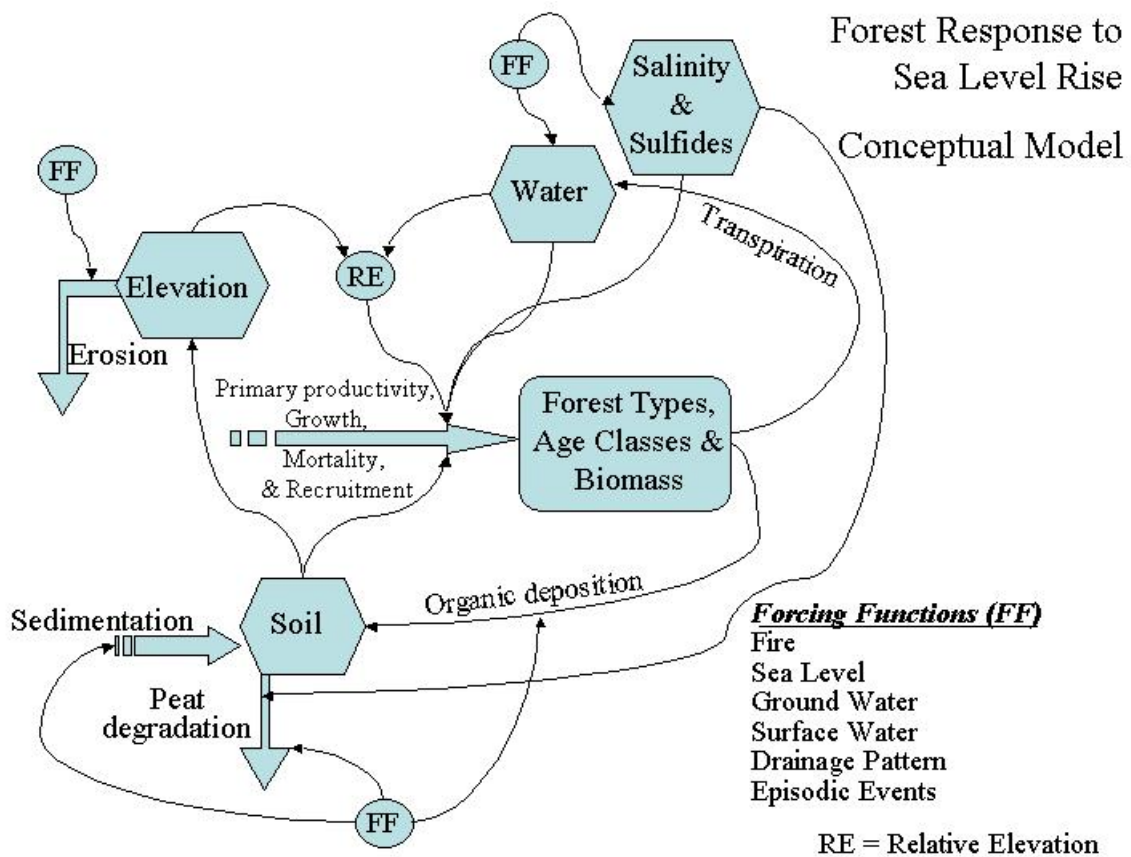 Forest Response to
Sea Level Rise
Conceptual Model
FF
Salinity
&
Sulfides
FF
Water
Transpiration
Elevation
RE
Erosion
Primary productivity,
Growth,
Mortality,
& Recruitment
Forest Types,
Age Classes &
Biomass
Organic deposition
Sedimentation
Soil
Peat
degradation
FF
Forcing Functions (FF)
Fire
Sea Level
Ground Water
Surface Water
Drainage Pattern
Episodic Events
RE = Relative Elevation